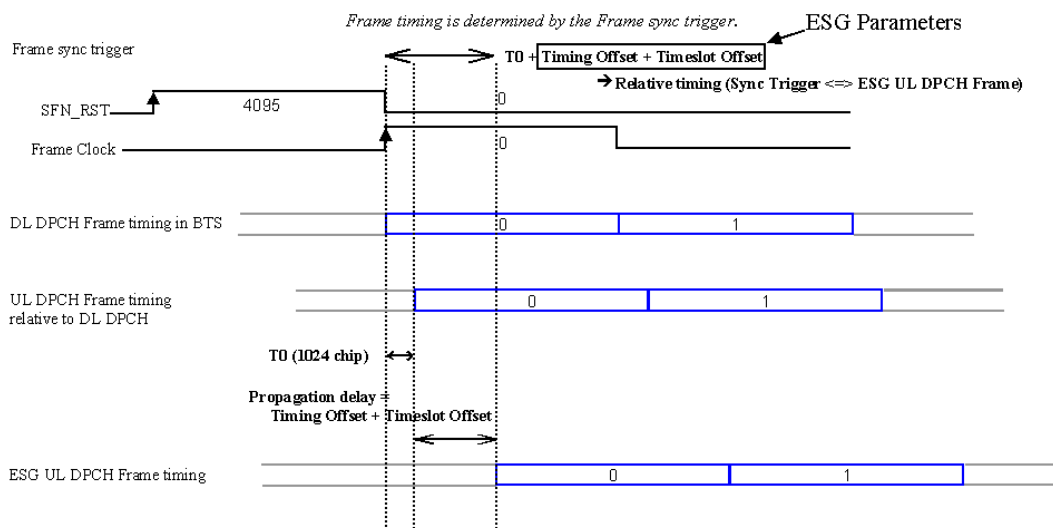 Frame timing is determined by the Frame sync trigger.
ESG Parameters
Frame sync trigger
T0 + Timing Offset + Timeslot Offset
➔ Relative timing (Sync Trigger <=> ESG UL DPCH Frame)
SFN_RST
4095
0
Frame Clock
0
DL DPCH Frame timing in BTS
0
1
UL DPCH Frame timing
relative to DL DPCH
0
1
T0 (1024 chip)
Propagation delay =
Timing Offset + Timeslot Offset
ESG UL DPCH Frame timing
0
1